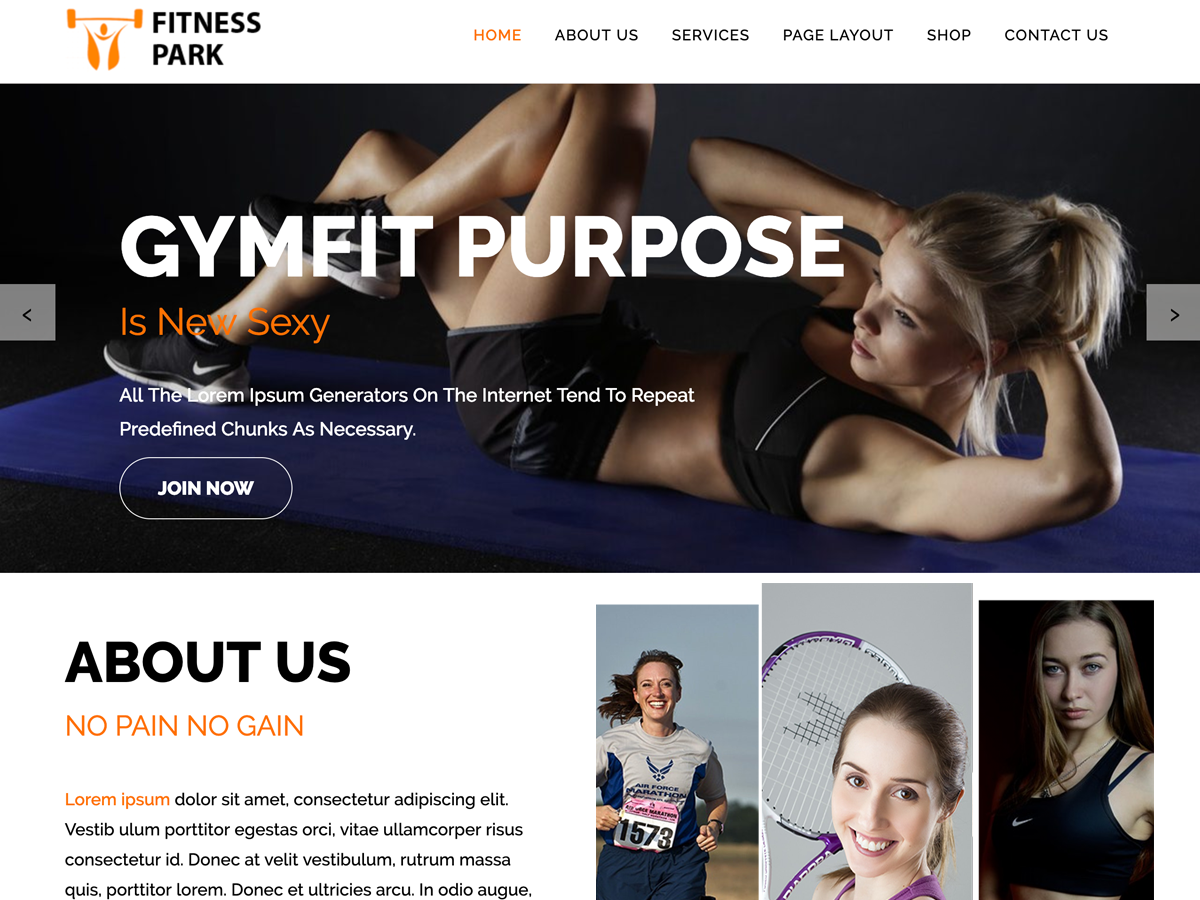 FITNESS
PARK
HOME ABOUT US SERVICES PAGE LAYOUT SHOP CONTACT US
GYMFIT PURPOSE
Is New Sexy
All The Lorem Ipsum Generators On The Internet Tend To Repeat
Predefined Chunks As Necessary.
JOIN NOW
<
>
ABOUT US
NO PAIN NO GAIN
Lorem ipsum dolor sit amet, consectetur adipiscing elit.
Vestib ulum porttitor egestas orci, vitae ullamcorper risus
consectetur id. Donec at velit vestibulum, rutrum massa
quis, porttitor lorem. Donec et ultricies arcu. In odio augue,
AIR FORCE
MARATHON
1573